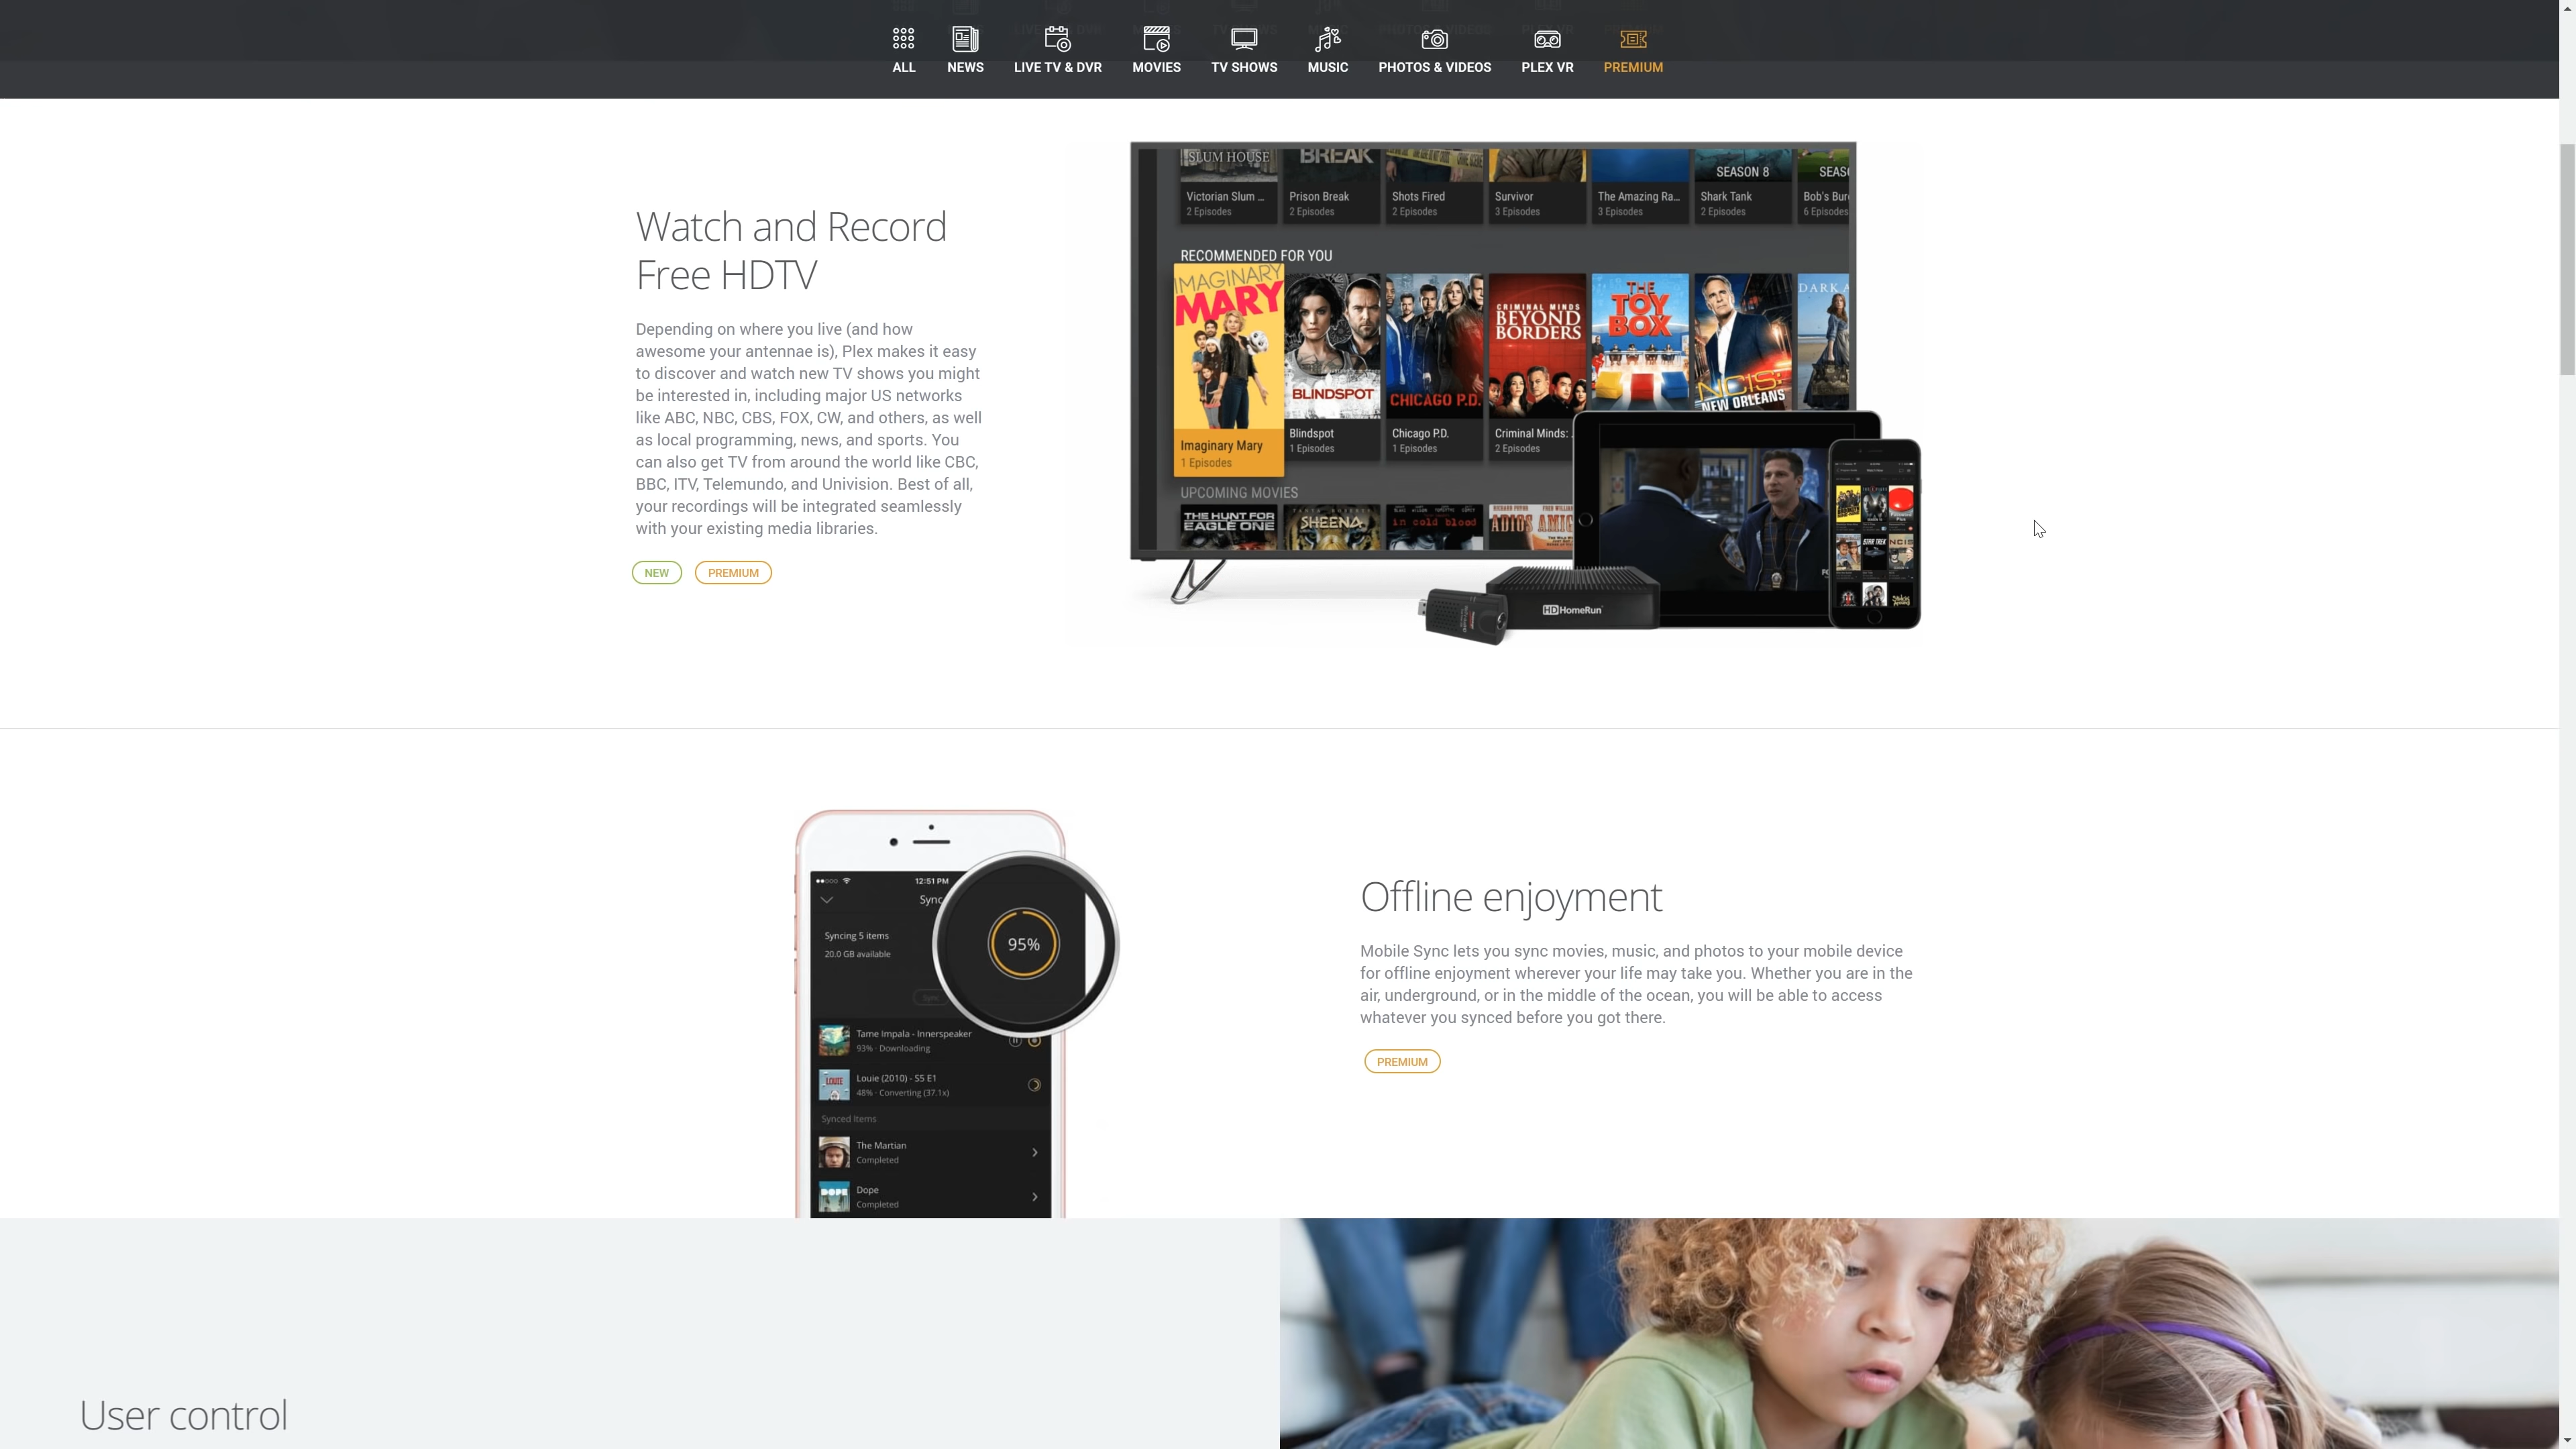 ALL
NEWS
LIVE TV & DVR
MOVIES
TV SHOWS
MUSIC
PHOTOS & VIDEOS
PLEX VR
PREMIUM
Watch and Record
Free HDTV
Depending on where you live (and how
awesome your antennae is), Plex makes it easy
to discover and watch new TV shows you might
be interested in, including major US networks
like ABC, NBC, CBS, FOX, CW, and others, as well
as local programming, news, and sports. You
can also get TV from around the world like CBC,
BBC, ITV, Telemundo, and Univision. Best of all,
your recordings will be integrated seamlessly
with your existing media libraries.
NEW PREMIUM
SLUM HOUSE
BREAK
SEASON 8
Victorian Slum ...
2 Episodes
Prison Break
2 Episodes
Shots Fired
2 Episodes
Survivor
3 Episodes
The Amazing Ra...
3 Episodes
Shark Tank
2 Episodes
Bob's
6 Episodes
RECOMMENDED FOR YOU
IMAGINARY
MARY
BLINDSPOT
CHICAGO P.D.
CRIMINAL MINDS
BEYOND
BORDERS
THE
TOY
BOX
NCIS:
NEW ORLEANS
DARK
Imaginary Mary
1 Episodes
Blindspot
1 Episodes
Chicago P.D.
1 Episodes
Criminal Minds:
2 Episodes
UPCOMING MOVIES
THE HUNT FOR
EAGLE ONE
SHEENA
in cold blood
ADIOS
HDHomeRun
STAR TREK
NCIS
12:51 PM
Sync
Syncing 5 items
20.0 GB available
95%
Sync
Tame Impala - Innerspeaker
93% · Downloading
LOUIE
Louie (2010) - S5 E1
48% · Converting (37.1x)
Synced Items
The Martian
Completed
DOPE
Dope
Completed
Offline enjoyment
Mobile Sync lets you sync movies, music, and photos to your mobile device
for offline enjoyment wherever your life may take you. Whether you are in the
air, underground, or in the middle of the ocean, you will be able to access
whatever you synced before you got there.
PREMIUM
User control